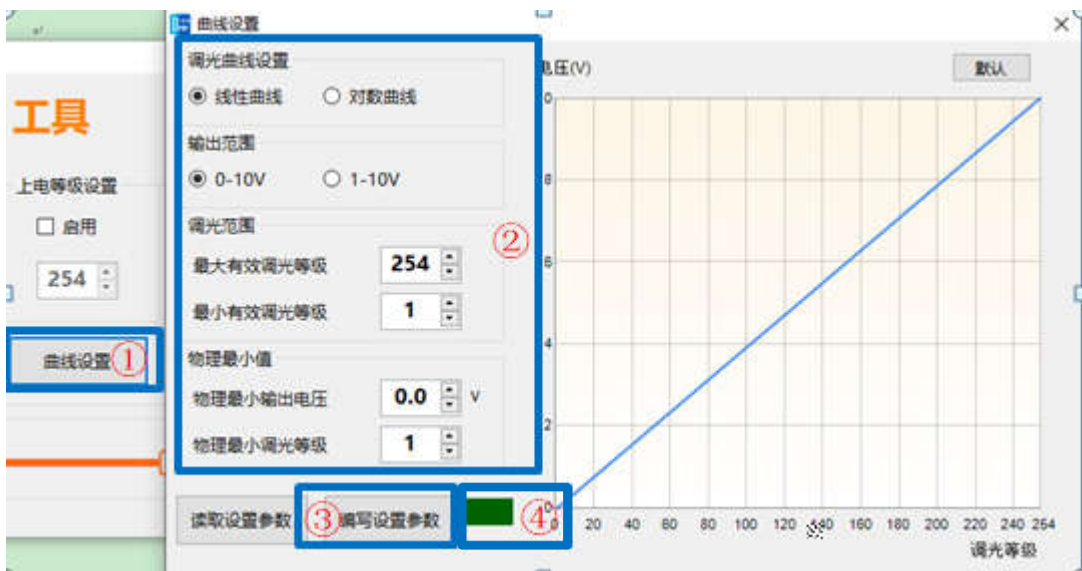 曲线设置
×
工具
上电等级设置
启用
254
曲线设置
①
调光曲线设置
线性曲线 对数曲线
输出范围
0-10V 1-10V
调光范围
②
最大有效调光等级 254
最小有效调光等级 1
物理最小值
物理最小输出电压 0.0 V
物理最小调光等级 1
读取设置参数 ③ 编写设置参数 ④
电压(V) 默认
0
8
6
4
2
0
0 20 40 60 80 100 120 140 160 180 200 220 240 254
调光等级